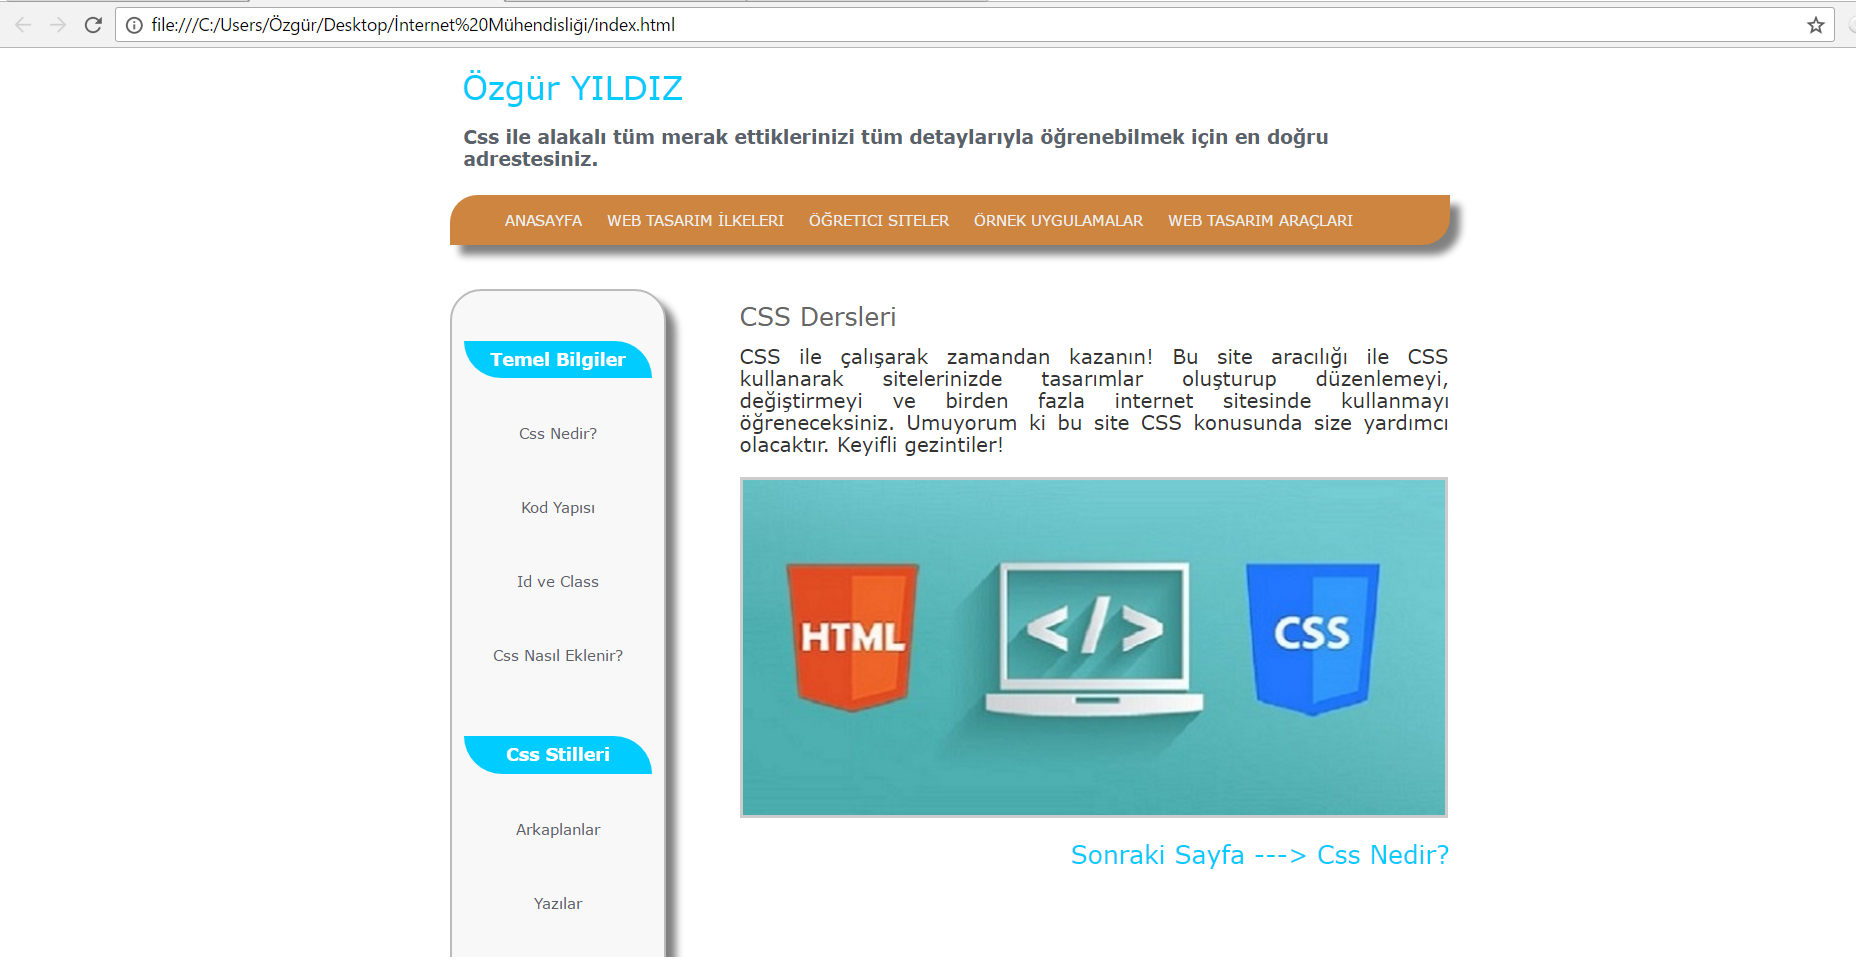 file:///C:/Users/Özgür/Desktop/İnternet%20Mühendisliği/index.html
Özgür YILDIZ
Css ile alakalı tüm merak ettiklerinizi tüm detaylarıyla öğrenebilmek için en doğru
adrestesiniz.
ANASAYFA WEB TASARIM İLKELERI ÖĞRETICI SITELER ÖRNEK UYGULAMALAR WEB TASARIM ARAÇLARI
Temel Bilgiler
Css Nedir?
Kod Yapısı
Id ve Class
Css Nasıl Eklenir?
Css Stilleri
Arkaplanlar
Yazılar
CSS Dersleri
CSS ile çalışarak zamandan kazanın! Bu site aracılığı ile CSS
kullanarak sitelerinizde tasarımlar oluşturup düzenlemeyi,
değiştirmeyi ve birden fazla internet sitesinde kullanmayı
öğreneceksiniz. Umuyorum ki bu site CSS konusunda size yardımcı
olacaktır. Keyifli gezintiler!
HTML </> CSS
Sonraki Sayfa ---> Css Nedir?